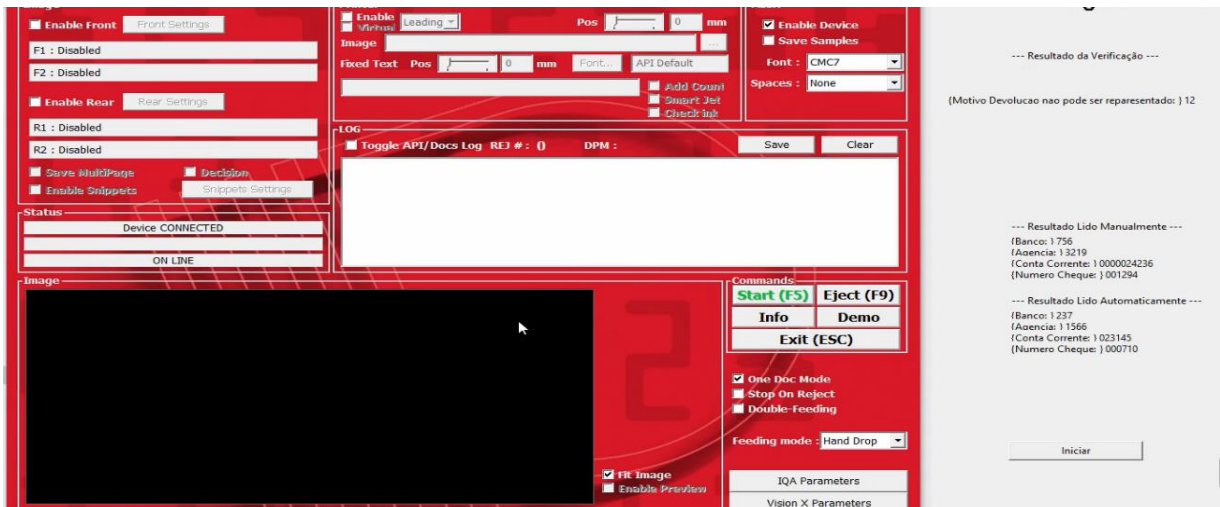 Image
Enable Front Front Settings
F1 : Disabled
F2 : Disabled
Enable Rear Rear Settings
R1 : Disabled
R2 : Disabled
Save MultiPage Decision
Enable Snippets Snippets Settings
Status
Device CONNECTED
ON LINE
Image
Enable
Virtual Leading Pos 0 mm
Image ...
Fixed Text Pos 0 mm Font... API Default
Add Count
Smart Jet
Check ink
LOG
Toggle API/Docs Log REJ # : 0 DPM : Save Clear
Enable Device
Save Samples
Font : CMC7
Spaces : None
Commands
Start (F5) Eject (F9)
Info Demo
Exit (ESC)
One Doc Mode
Stop On Reject
Double-Feeding
Feeding mode : Hand Drop
Fit Image
Enable Preview
IQA Parameters
Vision X Parameters
--- Resultado da Verificação ---
{Motivo Devolucao nao pode ser reparesentado: } 12
--- Resultado Lido Manualmente ---
{Banco: } 756
{Agencia: } 3219
{Conta Corrente: } 0000024236
{Numero Cheque: } 001294
--- Resultado Lido Automaticamente ---
{Banco: } 237
{Agencia: } 1566
{Conta Corrente: } 023145
{Numero Cheque: } 000710
Iniciar